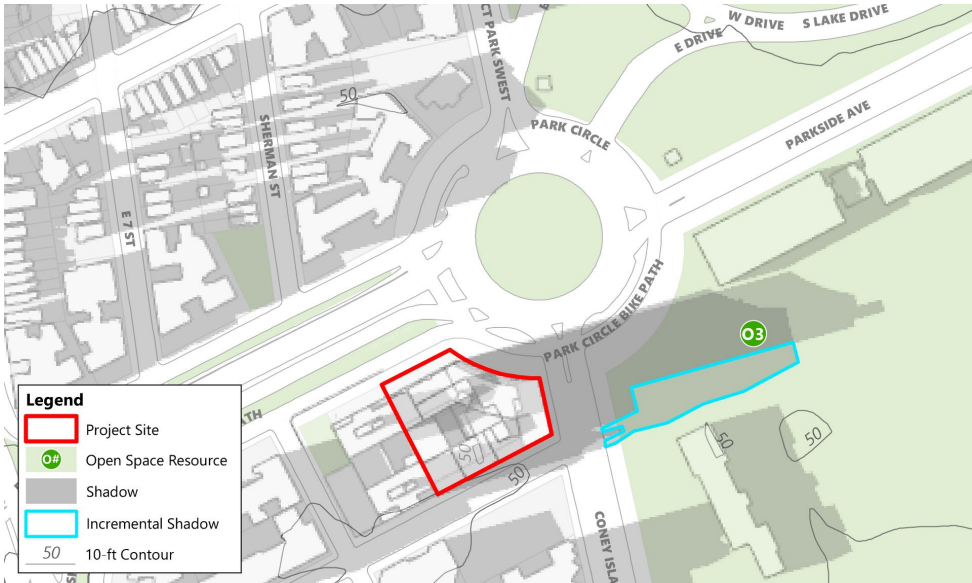 W DRIVE
S LAKE DRIVE
E DRIVE
CT PARK SWEST
50
PARK CIRCLE
PARKSIDE AVE
SHERMAN ST
E 7 ST
PARK CIRCLE BIKE PATH
O3
ATH
50
50
50
50
CONEY ISLA
Legend
Project Site
O# Open Space Resource
Shadow
Incremental Shadow
50 10-ft Contour